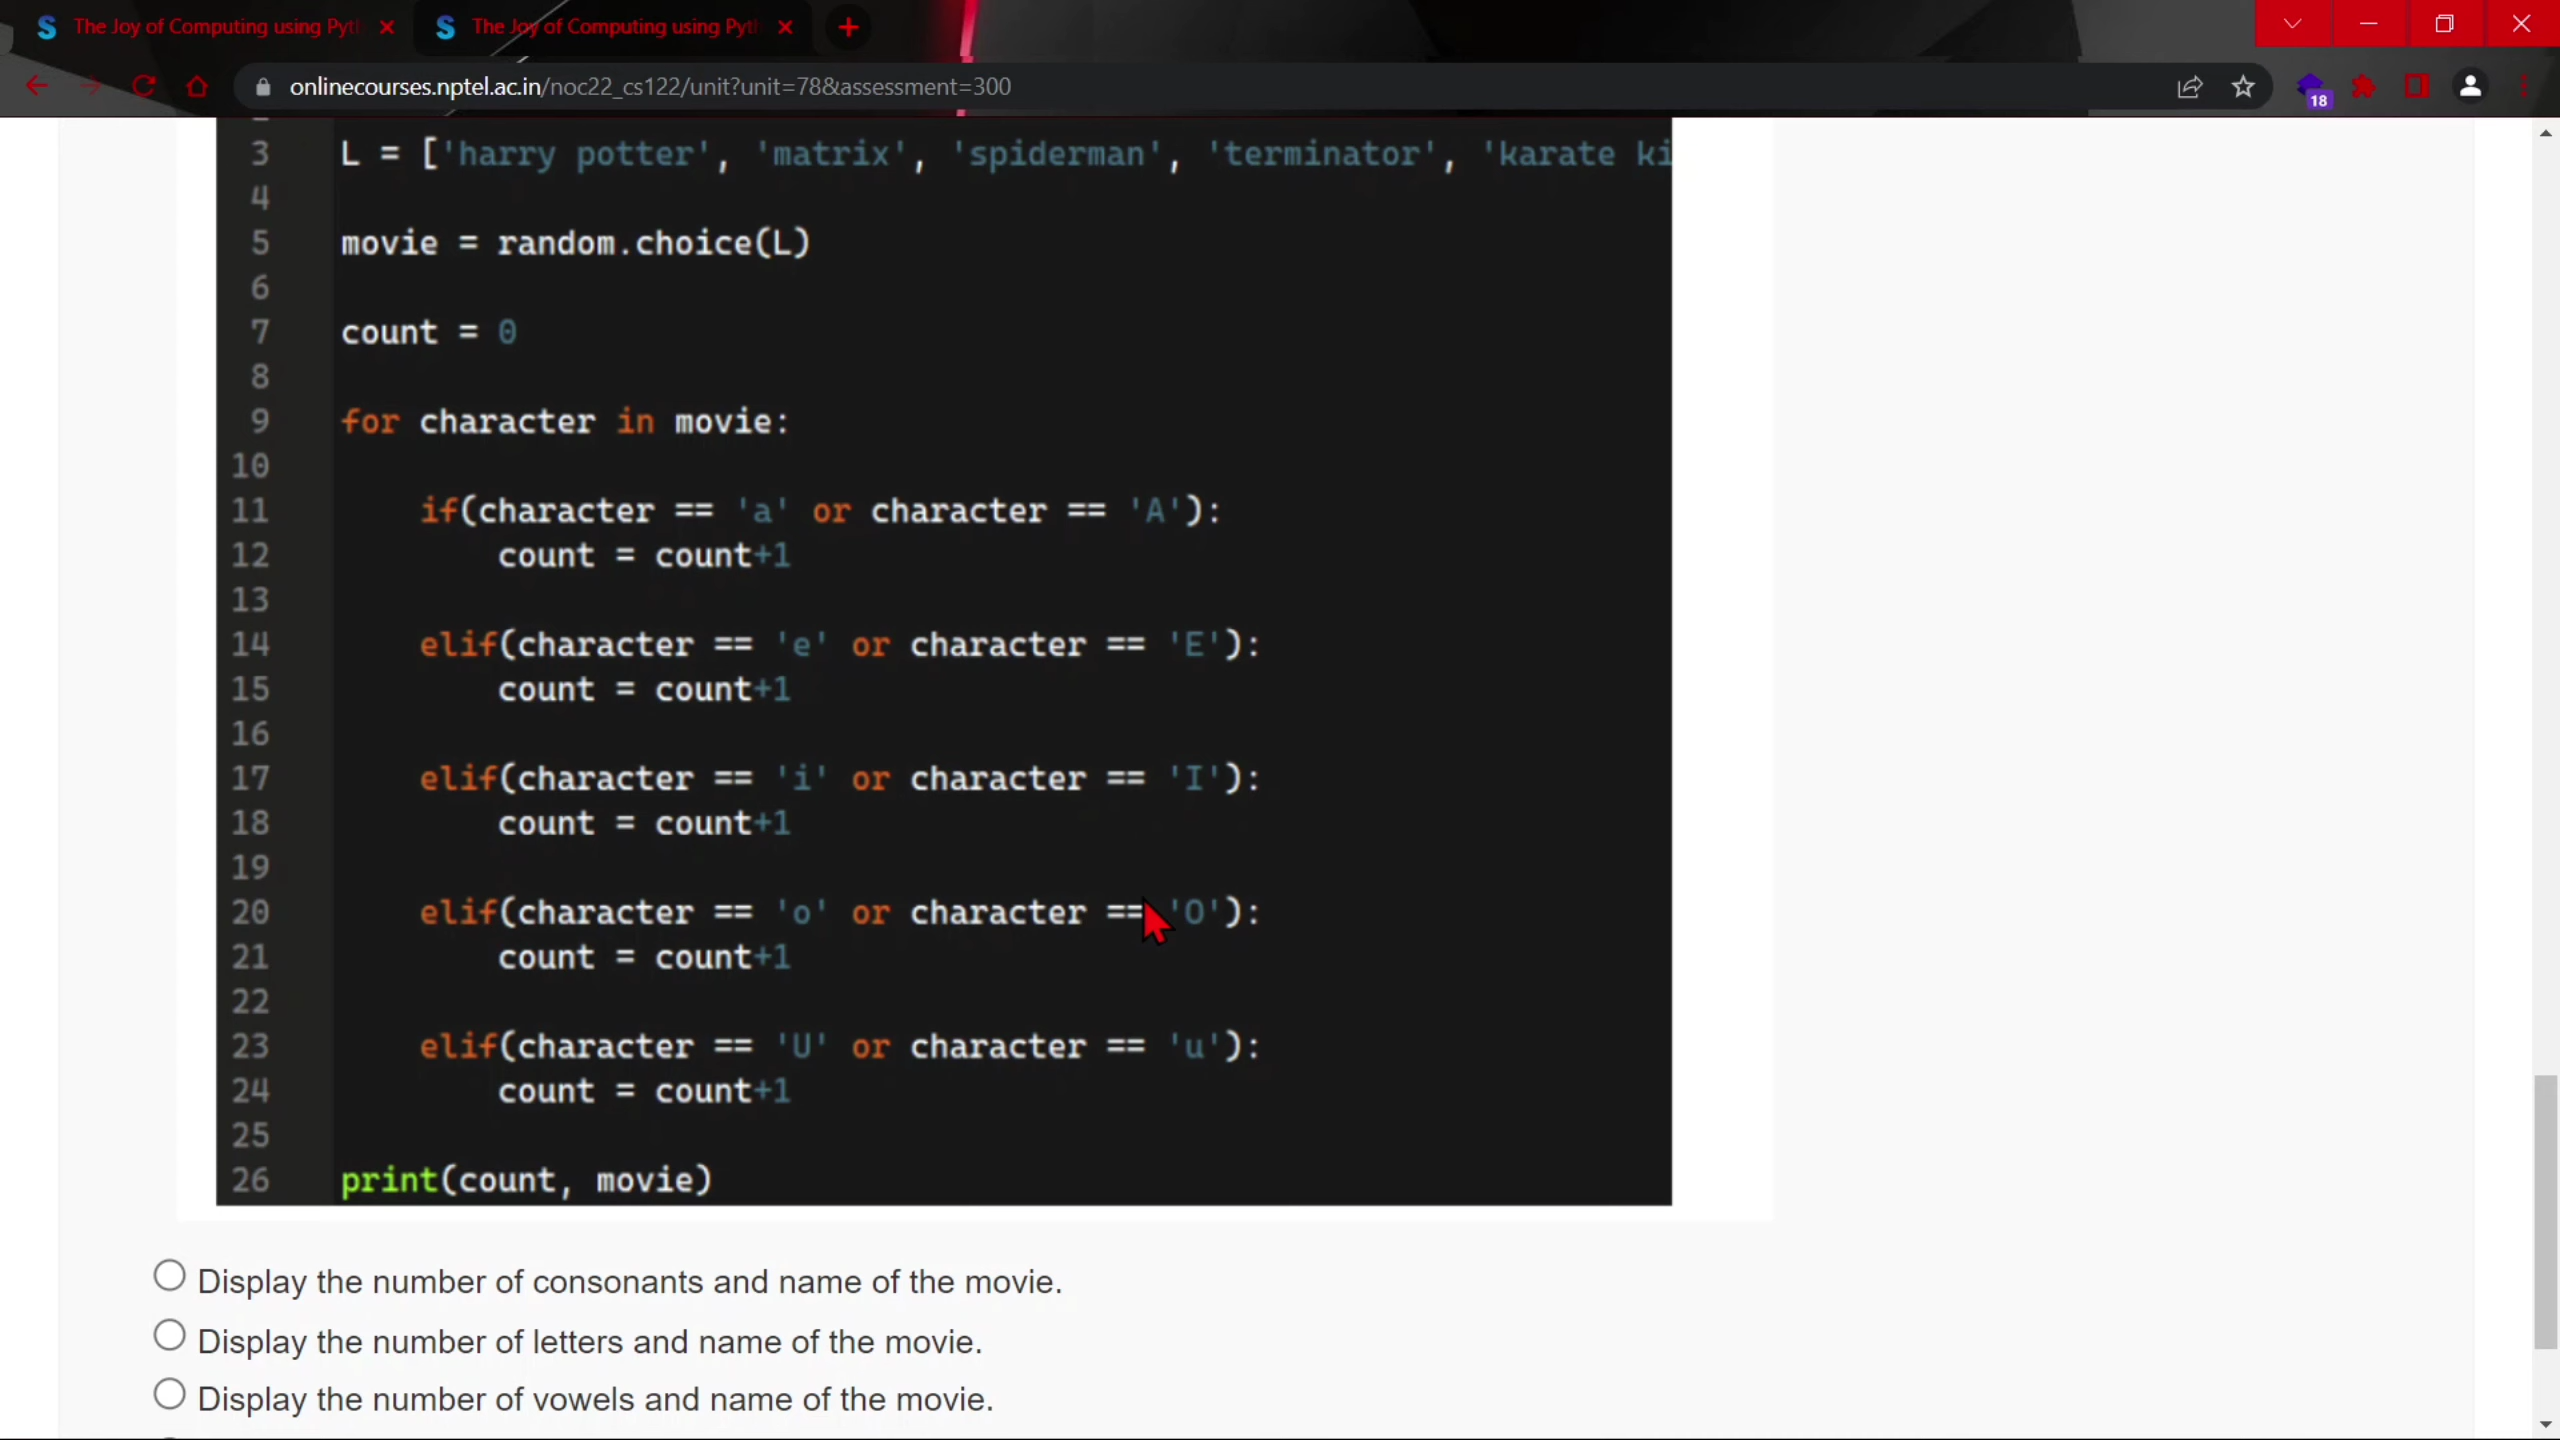 The Joy of Computing using Pyth
The Joy of Computing using Pyth
onlinecourses.nptel.ac.in/noc22_cs122/unit?unit=78&assessment=300
18
3 L = ['harry potter', 'matrix', 'spiderman', 'terminator', 'karate ki
4
5 movie = random.choice(L)
6
7 count = 0
8
9 for character in movie:
10
11 if(character == 'a' or character == 'A'):
12 count = count+1
13
14 elif(character == 'e' or character == 'E'):
15 count = count+1
16
17 elif(character == 'i' or character == 'I'):
18 count = count+1
19
20 elif(character == 'o' or character == 'O'):
21 count = count+1
22
23 elif(character == 'U' or character == 'u'):
24 count = count+1
25
26 print(count, movie)
Display the number of consonants and name of the movie.
Display the number of letters and name of the movie.
Display the number of vowels and name of the movie.